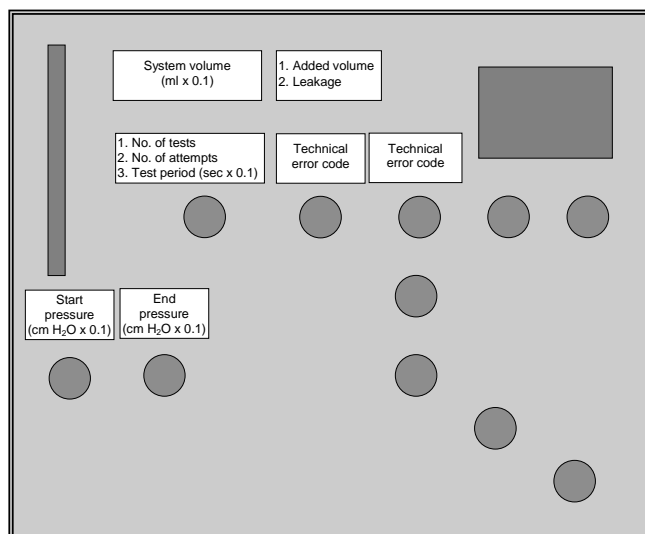 System volume
(ml x 0.1)
1. Added volume
2. Leakage
1. No. of tests
2. No. of attempts
3. Test period (sec x 0.1)
Technical
error code
Technical
error code
Start
pressure
(cm H₂O x 0.1)
End
pressure
(cm H₂O x 0.1)